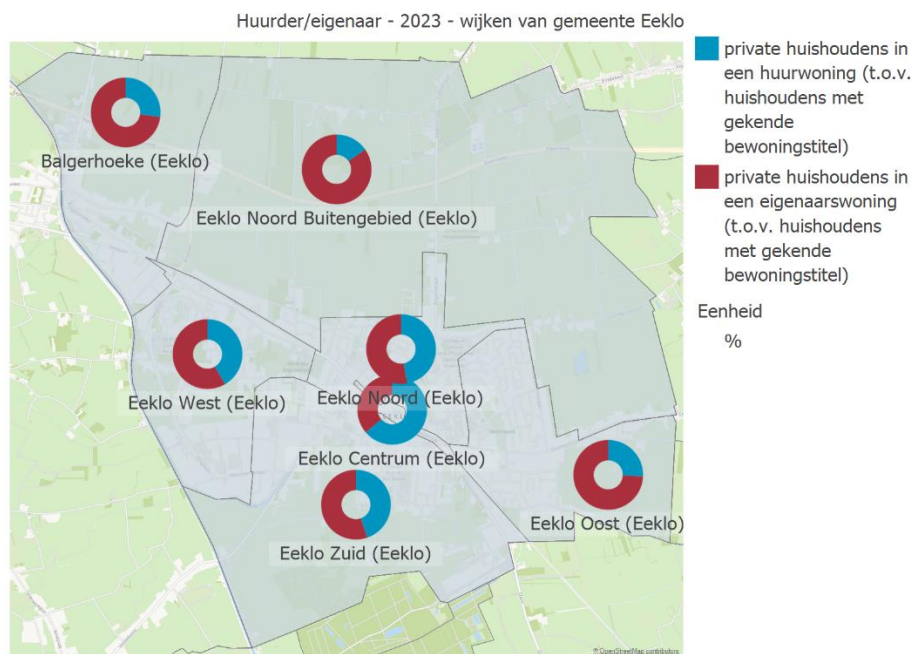 Huurder/eigenaar - 2023 - wijken van gemeente Eeklo
private huishoudens in
een huurwoning (t.o.v.
huishoudens met
gekende
bewoningstitel)
private huishoudens in
een eigenaarswoning
(t.o.v. huishoudens
met gekende
bewoningstitel)
Eenheid
%
Balgerhoeke (Eeklo)
Eeklo Noord Buitengebied (Eeklo)
Eeklo West (Eeklo)
Eeklo Noord (Eeklo)
Eeklo Centrum (Eeklo)
Eeklo Oost (Eeklo)
Eeklo Zuid (Eeklo)
© OpenStreetMap contributors